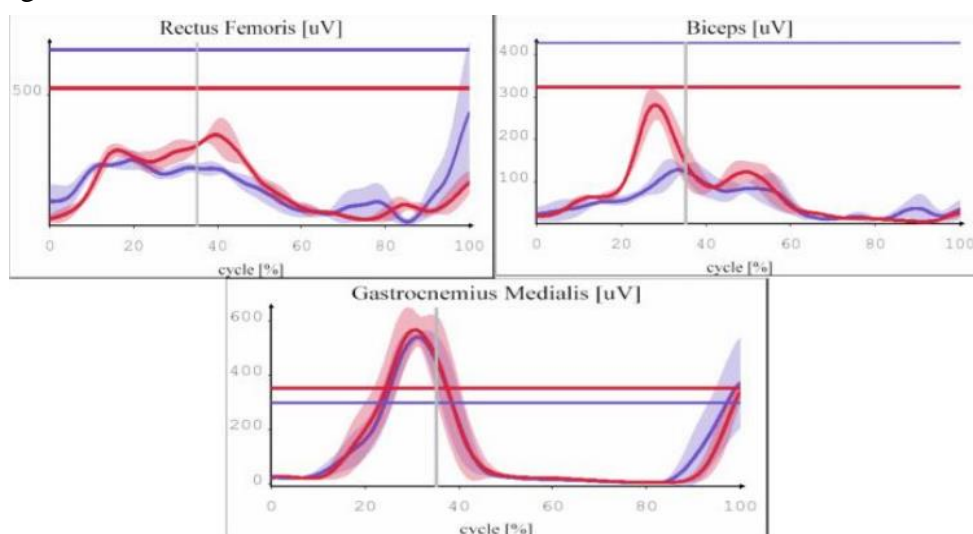 Rectus Femoris [uV]
500
0 20 40 60 80 100
cycle [%]
Biceps [uV]
400
300
200
100
0 20 40 60 80 100
cycle [%]
Gastrocnemius Medialis [uV]
600
400
200
0
0 20 40 60 80 100
cycle [%]